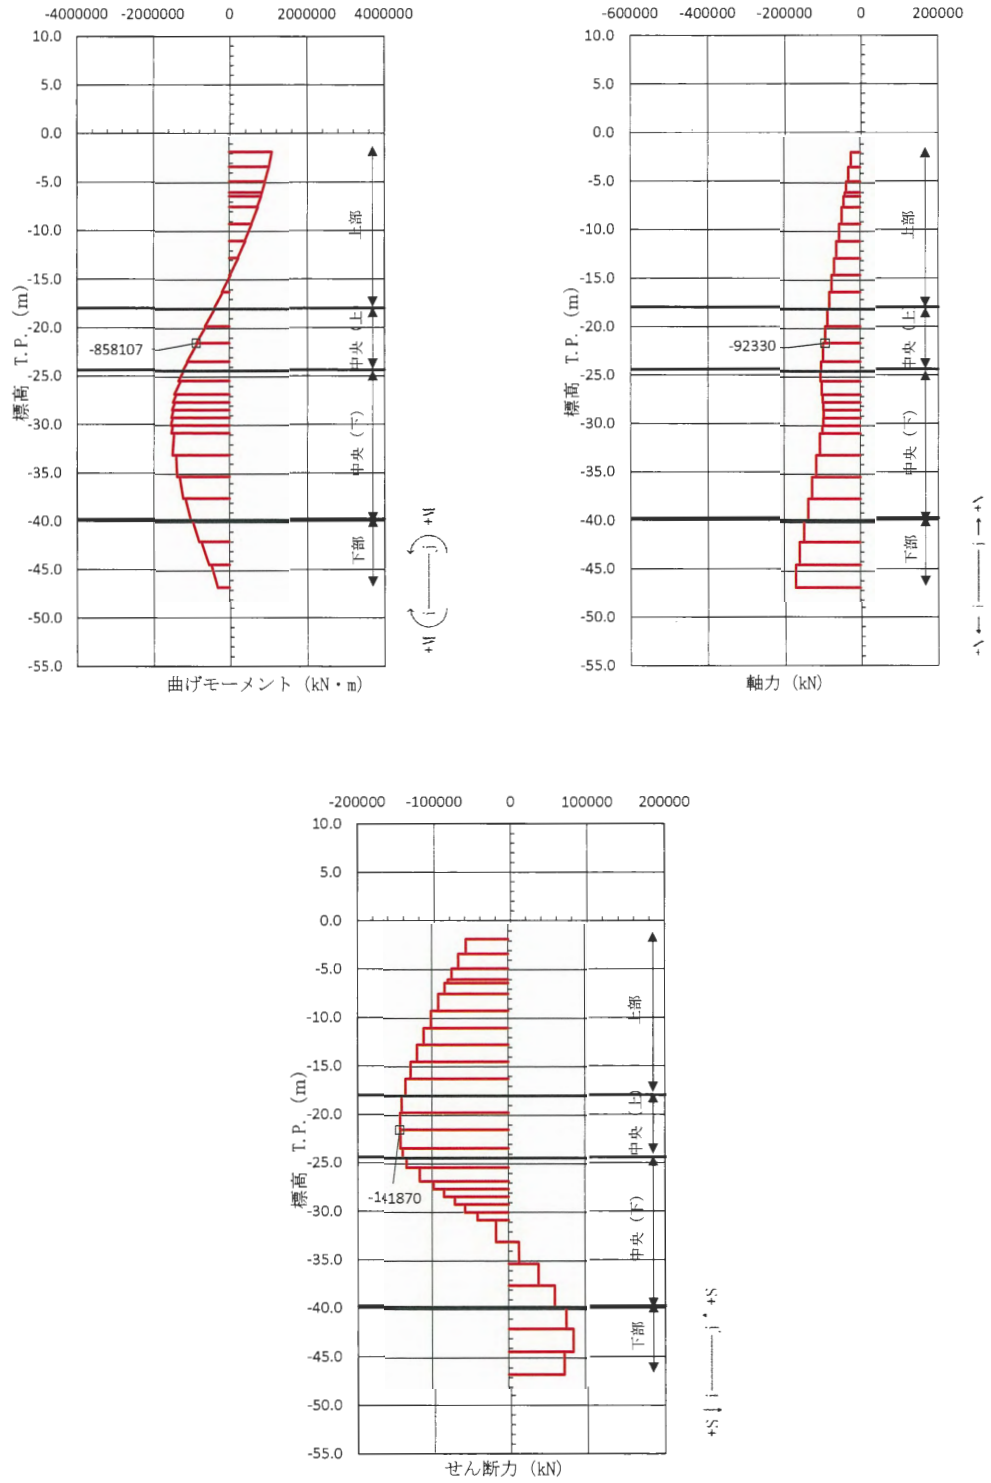 -4000000 -2000000 0 2000000 4000000
10.0
5.0
0.0
-5.0
-10.0
-15.0
-20.0
-25.0
-30.0
-35.0
-40.0
-45.0
-50.0
-55.0
標高 T.P. (m)
-858107
上部
中央 (上
中央 (下)
下部
曲げモーメント (kN・m)
+M
i
j
+M
-600000 -400000 -200000 0 200000
10.0
5.0
0.0
-5.0
-10.0
-15.0
-20.0
-25.0
-30.0
-35.0
-40.0
-45.0
-50.0
-55.0
標高 T.P. (m)
-92330
上部
中央 (上
中央 (下)
下部
軸力 (kN)
+N
i
j
+N
-200000 -100000 0 100000 200000
10.0
5.0
0.0
-5.0
-10.0
-15.0
-20.0
-25.0
-30.0
-35.0
-40.0
-45.0
-50.0
-55.0
標高 T.P. (m)
-141870
上部
中央 (上)
中央 (下)
下部
せん断力 (kN)
+S
i
j
+S